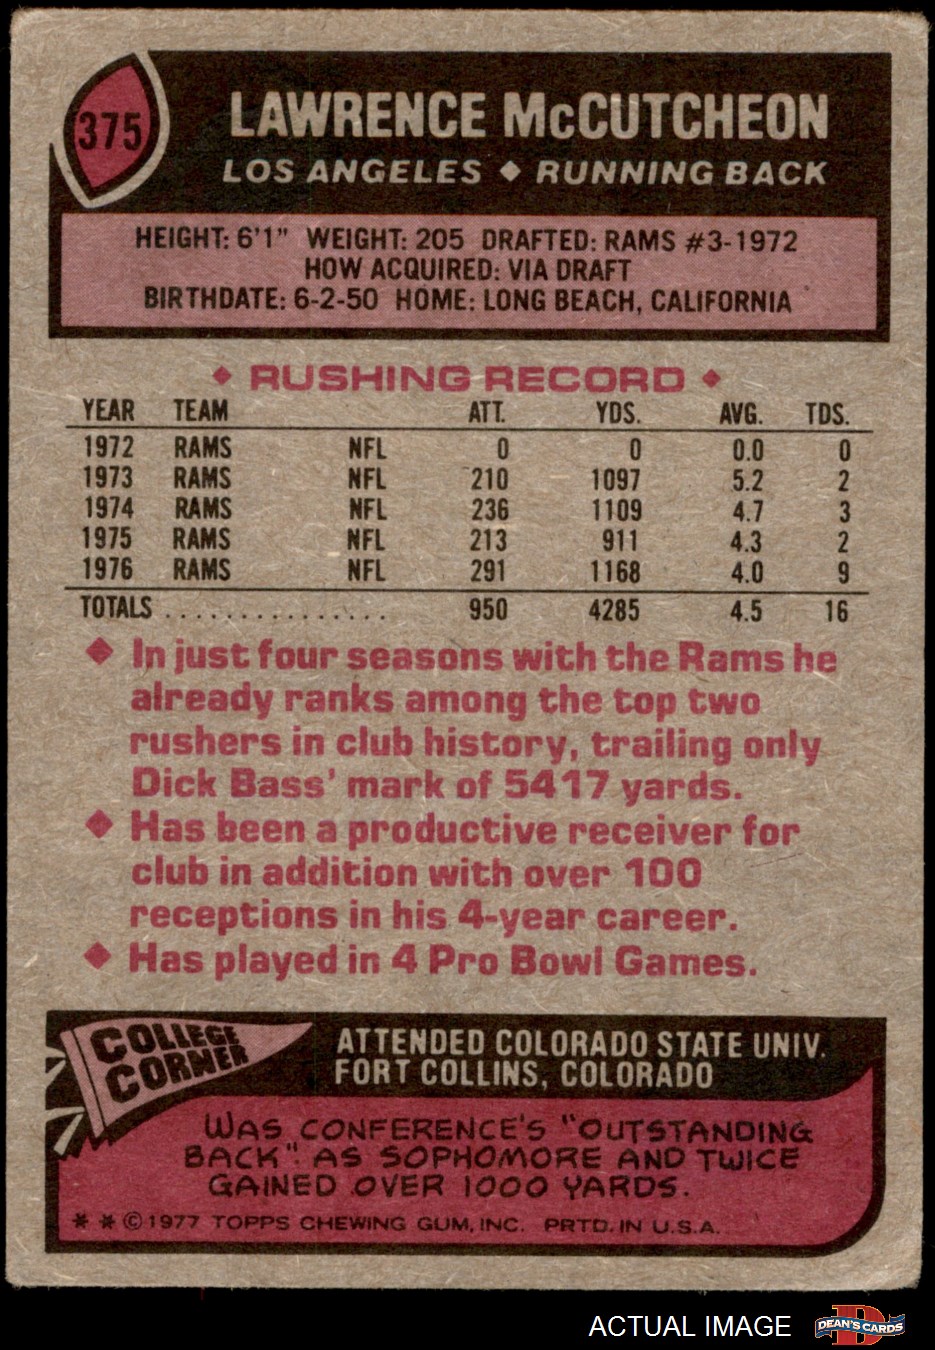 375
LAWRENCE McCUTCHEON
LOS ANGELES ◆ RUNNING BACK
HEIGHT: 6'1" WEIGHT: 205 DRAFTED: RAMS #3-1972
HOW ACQUIRED: VIA DRAFT
BIRTHDATE: 6-2-50 HOME: LONG BEACH, CALIFORNIA
◆ RUSHING RECORD ◆
YEAR TEAM ATT. YDS. AVG. TDS.
1972 RAMS NFL 0 0 0.0 0
1973 RAMS NFL 210 1097 5.2 2
1974 RAMS NFL 236 1109 4.7 3
1975 RAMS NFL 213 911 4.3 2
1976 RAMS NFL 291 1168 4.0 9
TOTALS . . . . . . . . . . . . . . . 950 4285 4.5 16
◆ In just four seasons with the Rams he
already ranks among the top two
rushers in club history, trailing only
Dick Bass' mark of 5417 yards.
◆ Has been a productive receiver for
club in addition with over 100
receptions in his 4-year career.
◆ Has played in 4 Pro Bowl Games.
COLLEGE
CORNER
ATTENDED COLORADO STATE UNIV.
FORT COLLINS, COLORADO
WAS CONFERENCE'S "OUTSTANDING
BACK" AS SOPHOMORE AND TWICE
GAINED OVER 1000 YARDS.
* * © 1977 TOPPS CHEWING GUM, INC. PRTD. IN U.S.A.
ACTUAL IMAGE
D
DEAN'S CARDS